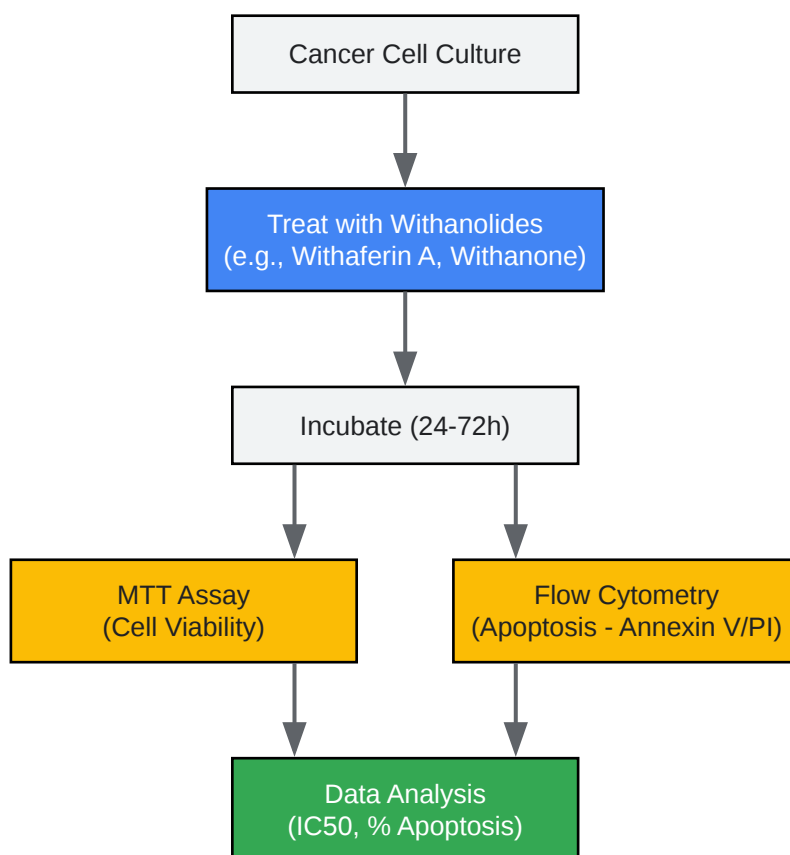 Cancer Cell Culture
Treat with Withanolides
(e.g., Withaferin A, Withanone)
Incubate (24-72h)
MTT Assay
(Cell Viability)
Flow Cytometry
(Apoptosis - Annexin V/PI)
Data Analysis
(IC50, % Apoptosis)